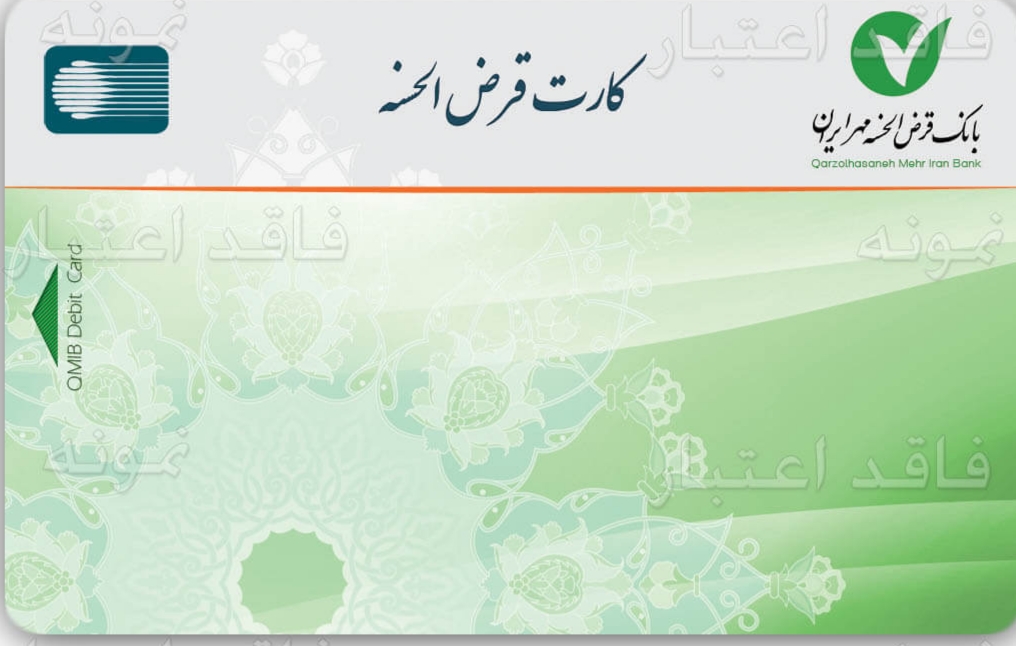 نمونه
فاقد اعتبار
کارت قرض الحسنه
بانک قرض الحسنه مهر ایران
Qarzolhasaneh Mehr Iran Bank
فاقد اعتبار
نمونه
QMIB Debit Card
نمونه
فاقد اعتبار